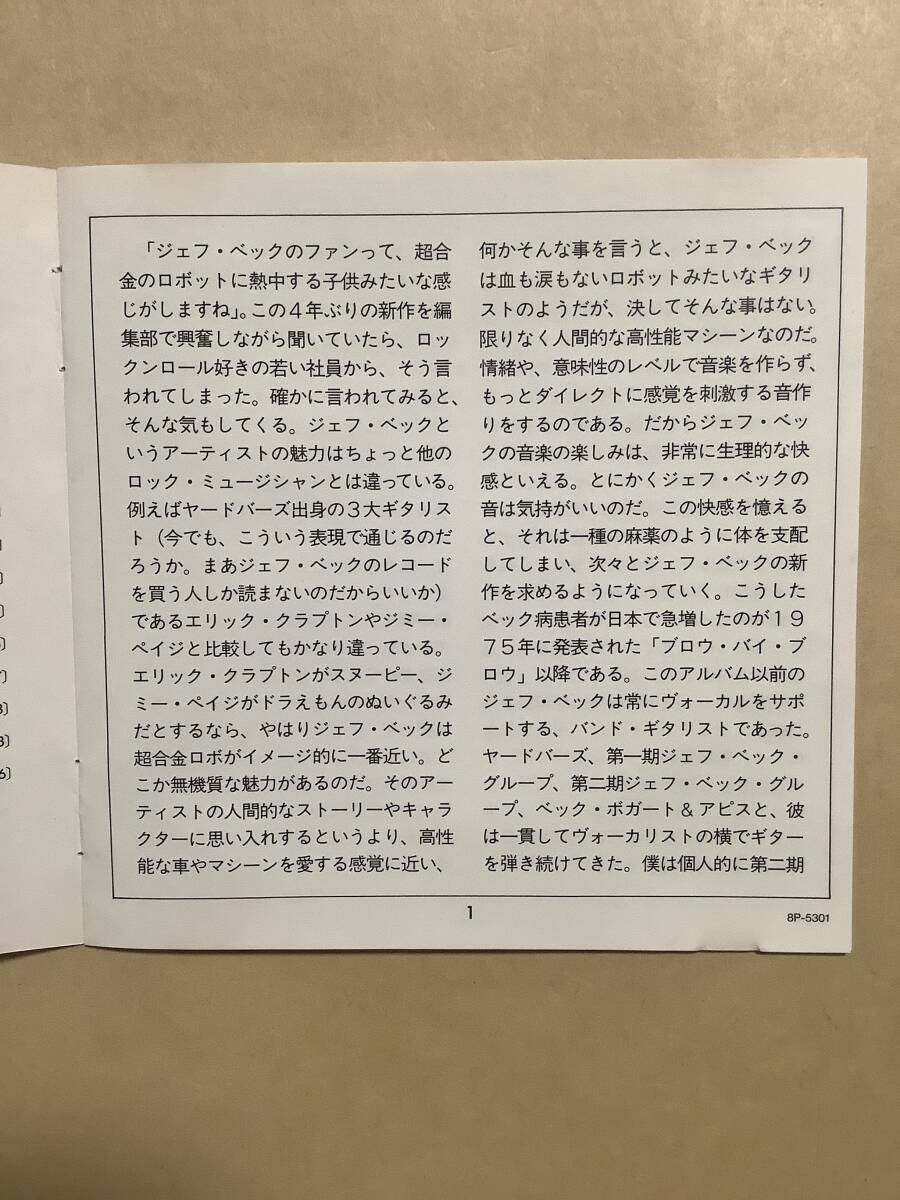 「ジェフ・ベックのファンって、超合
金のロボットに熱中する子供みたいな感
じがしますね」。この４年ぶりの新作を編
集部で興奮しながら聞いていたら、ロッ
クンロール好きの若い社員から、そう言
われてしまった。確かに言われてみると、
そんな気もしてくる。ジェフ・ベックと
いうアーティストの魅力はちょっと他の
ロック・ミュージシャンとは違っている。
例えばヤードバーズ出身の３大ギタリス
ト（今でも、こういう表現で通じるのだ
ろうか。まあジェフ・ベックのレコード
を買う人しか読まないのだからいいか）
であるエリック・クラプトンやジミー・
ペイジと比較してもかなり違っている。
エリック・クラプトンがスヌーピー、ジ
ミー・ペイジがドラえもんのぬいぐるみ
だとするなら、やはりジェフ・ベックは
超合金ロボがイメージ的に一番近い。ど
こか無機質な魅力があるのだ。そのアー
ティストの人間的なストーリーやキャラ
クターに思い入れするというより、高性
能な車やマシーンを愛する感覚に近い、
何かそんな事を言うと、ジェフ・ベック
は血も涙もないロボットみたいなギタリ
ストのようだが、決してそんな事はない。
限りなく人間的な高性能マシーンなのだ。
情緒や、意味性のレベルで音楽を作らず、
もっとダイレクトに感覚を刺激する音作
りをするのである。だからジェフ・ベッ
クの音楽の楽しみは、非常に生理的な快
感といえる。とにかくジェフ・ベックの
音は気持がいいのだ。この快感を憶える
と、それは一種の麻薬のように体を支配
してしまい、次々とジェフ・ベックの新
作を求めるようになっていく。こうした
ベック病患者が日本で急増したのが１９
７５年に発表された「ブロウ・バイ・ブ
ロウ」以降である。このアルバム以前の
ジェフ・ベックは常にヴォーカルをサポ
ートする、バンド・ギタリストであった。
ヤードバーズ、第一期ジェフ・ベック・
グループ、第二期ジェフ・ベック・グル
ープ、ベック・ボガート＆アピスと、彼
は一貫してヴォーカリストの横でギター
を弾き続けてきた。僕は個人的に第二期
1
8P-5301